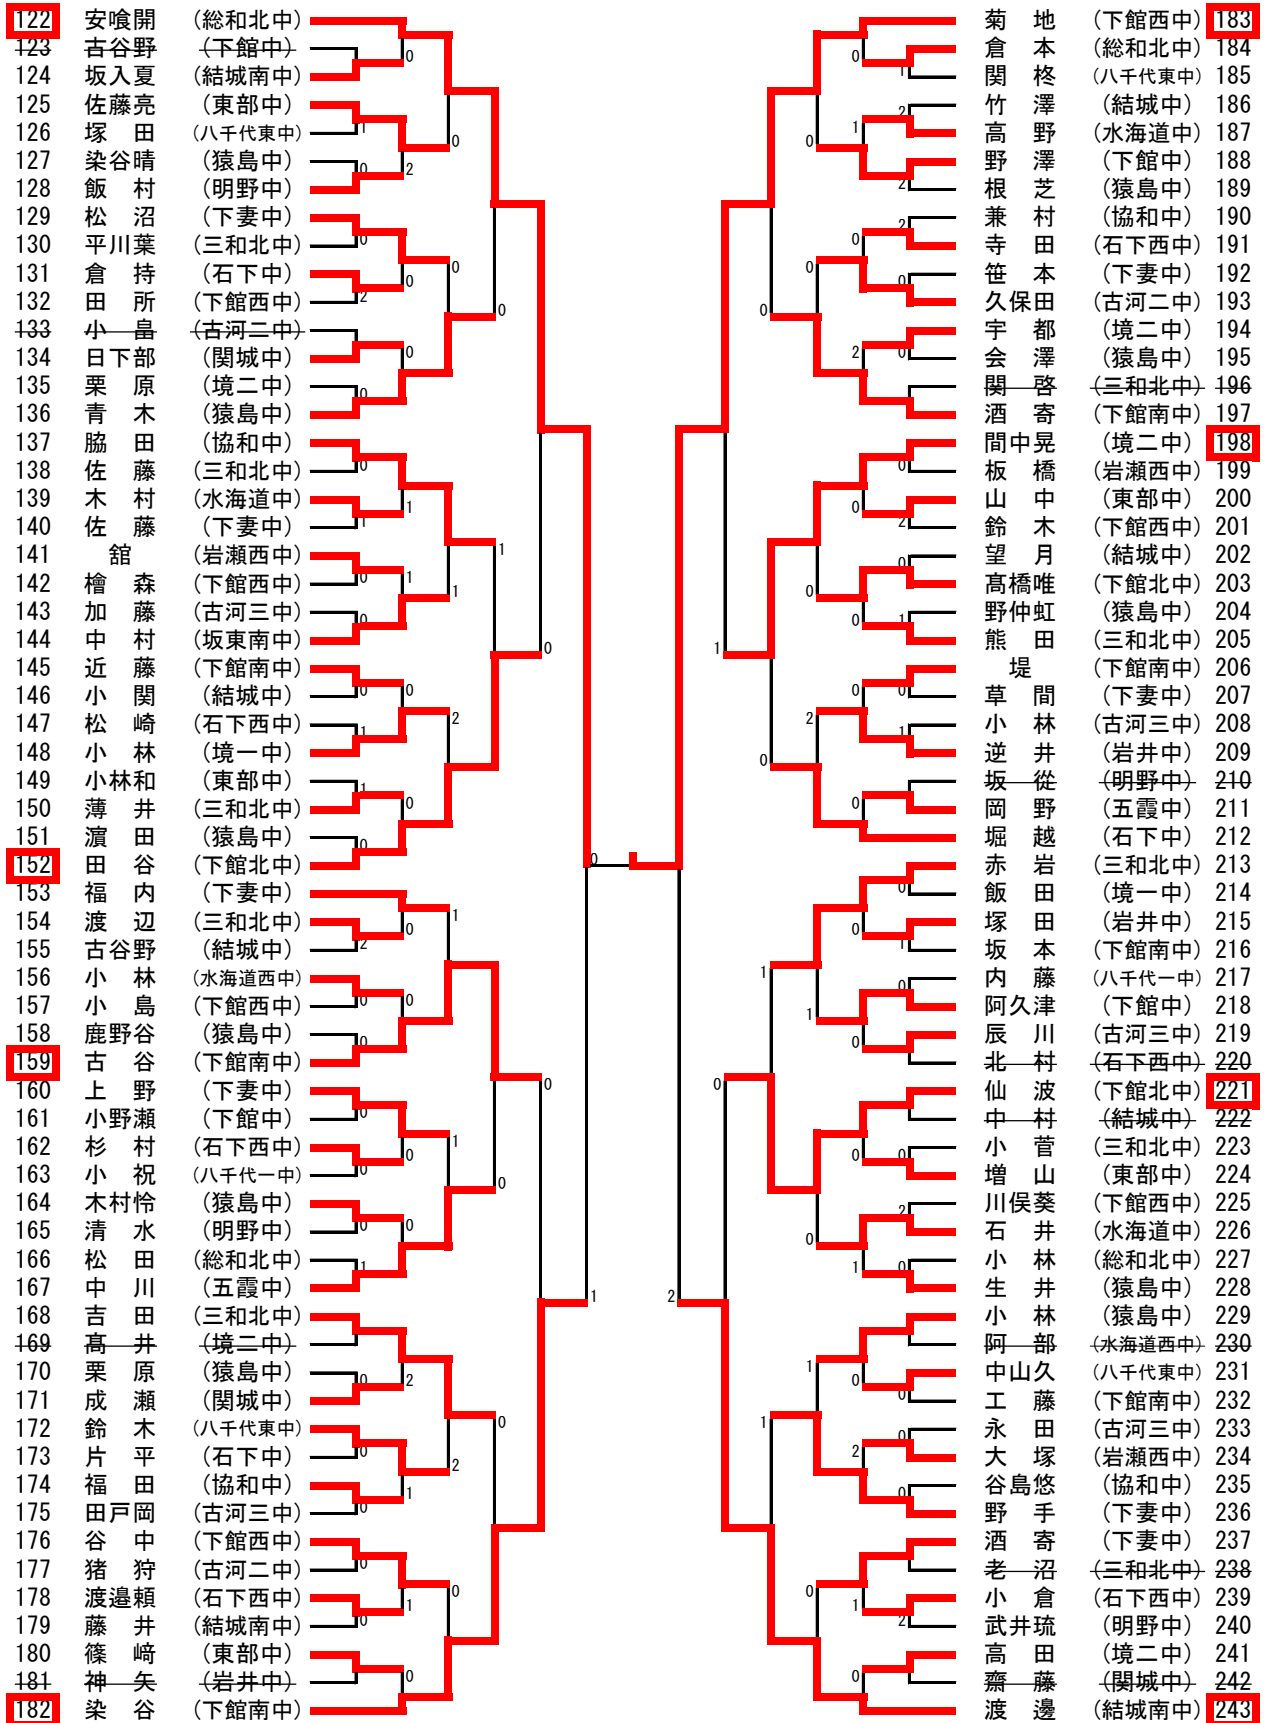 122 安喰開 (総和北中)
123 古谷野 (下館中)
124 坂入夏 (結城南中)
125 佐藤亮 (東部中)
126 塚　田 (八千代東中)
127 染谷晴 (猿島中)
128 飯　村 (明野中)
129 松　沼 (下妻中)
130 平川葉 (三和北中)
131 倉　持 (石下中)
132 田　所 (下館西中)
133 小　畠 (古河二中)
134 日下部 (関城中)
135 栗　原 (境二中)
136 青　木 (猿島中)
137 脇　田 (協和中)
138 佐　藤 (三和北中)
139 木　村 (水海道中)
140 佐　藤 (下妻中)
141 舘 (岩瀬西中)
142 檜　森 (下館西中)
143 加　藤 (古河三中)
144 中　村 (坂東南中)
145 近　藤 (下館南中)
146 小　関 (結城中)
147 松　崎 (石下西中)
148 小　林 (境一中)
149 小林和 (東部中)
150 薄　井 (三和北中)
151 濵　田 (猿島中)
152 田　谷 (下館北中)
153 福　内 (下妻中)
154 渡　辺 (三和北中)
155 古谷野 (結城中)
156 小　林 (水海道西中)
157 小　島 (下館西中)
158 鹿野谷 (猿島中)
159 古　谷 (下館南中)
160 上　野 (下妻中)
161 小野瀬 (下館中)
162 杉　村 (石下西中)
163 小　祝 (八千代一中)
164 木村怜 (猿島中)
165 清　水 (明野中)
166 松　田 (総和北中)
167 中　川 (五霞中)
168 吉　田 (三和北中)
169 髙　井 (境二中)
170 栗　原 (猿島中)
171 成　瀬 (関城中)
172 鈴　木 (八千代東中)
173 片　平 (石下中)
174 福　田 (協和中)
175 田戸岡 (古河三中)
176 谷　中 (下館西中)
177 猪　狩 (古河二中)
178 渡邉頼 (石下西中)
179 藤　井 (結城南中)
180 篠　﨑 (東部中)
181 神　矢 (岩井中)
182 染　谷 (下館南中)
菊　地 (下館西中) 183
倉　本 (総和北中) 184
関　柊 (八千代東中) 185
竹　澤 (結城中) 186
高　野 (水海道中) 187
野　澤 (下館中) 188
根　芝 (猿島中) 189
兼　村 (協和中) 190
寺　田 (石下西中) 191
笹　本 (下妻中) 192
久保田 (古河二中) 193
宇　都 (境二中) 194
会　澤 (猿島中) 195
関　啓 (三和北中) 196
酒　寄 (下館南中) 197
間中晃 (境二中) 198
板　橋 (岩瀬西中) 199
山　中 (東部中) 200
鈴　木 (下館西中) 201
望　月 (結城中) 202
髙橋唯 (下館北中) 203
野仲虹 (猿島中) 204
熊　田 (三和北中) 205
堤 (下館南中) 206
草　間 (下妻中) 207
小　林 (古河三中) 208
逆　井 (岩井中) 209
坂　從 (明野中) 210
岡　野 (五霞中) 211
堀　越 (石下中) 212
赤　岩 (三和北中) 213
飯　田 (境一中) 214
塚　田 (岩井中) 215
坂　本 (下館南中) 216
内　藤 (八千代一中) 217
阿久津 (下館中) 218
辰　川 (古河三中) 219
北　村 (石下西中) 220
仙　波 (下館北中) 221
中　村 (結城中) 222
小　菅 (三和北中) 223
増　山 (東部中) 224
川俣葵 (下館西中) 225
石　井 (水海道中) 226
小　林 (総和北中) 227
生　井 (猿島中) 228
小　林 (猿島中) 229
阿　部 (水海道西中) 230
中山久 (八千代東中) 231
工　藤 (下館南中) 232
永　田 (古河三中) 233
大　塚 (岩瀬西中) 234
谷島悠 (協和中) 235
野　手 (下妻中) 236
酒　寄 (下妻中) 237
老　沼 (三和北中) 238
小　倉 (石下西中) 239
武井琉 (明野中) 240
高　田 (境二中) 241
齋　藤 (関城中) 242
渡　邊 (結城南中) 243